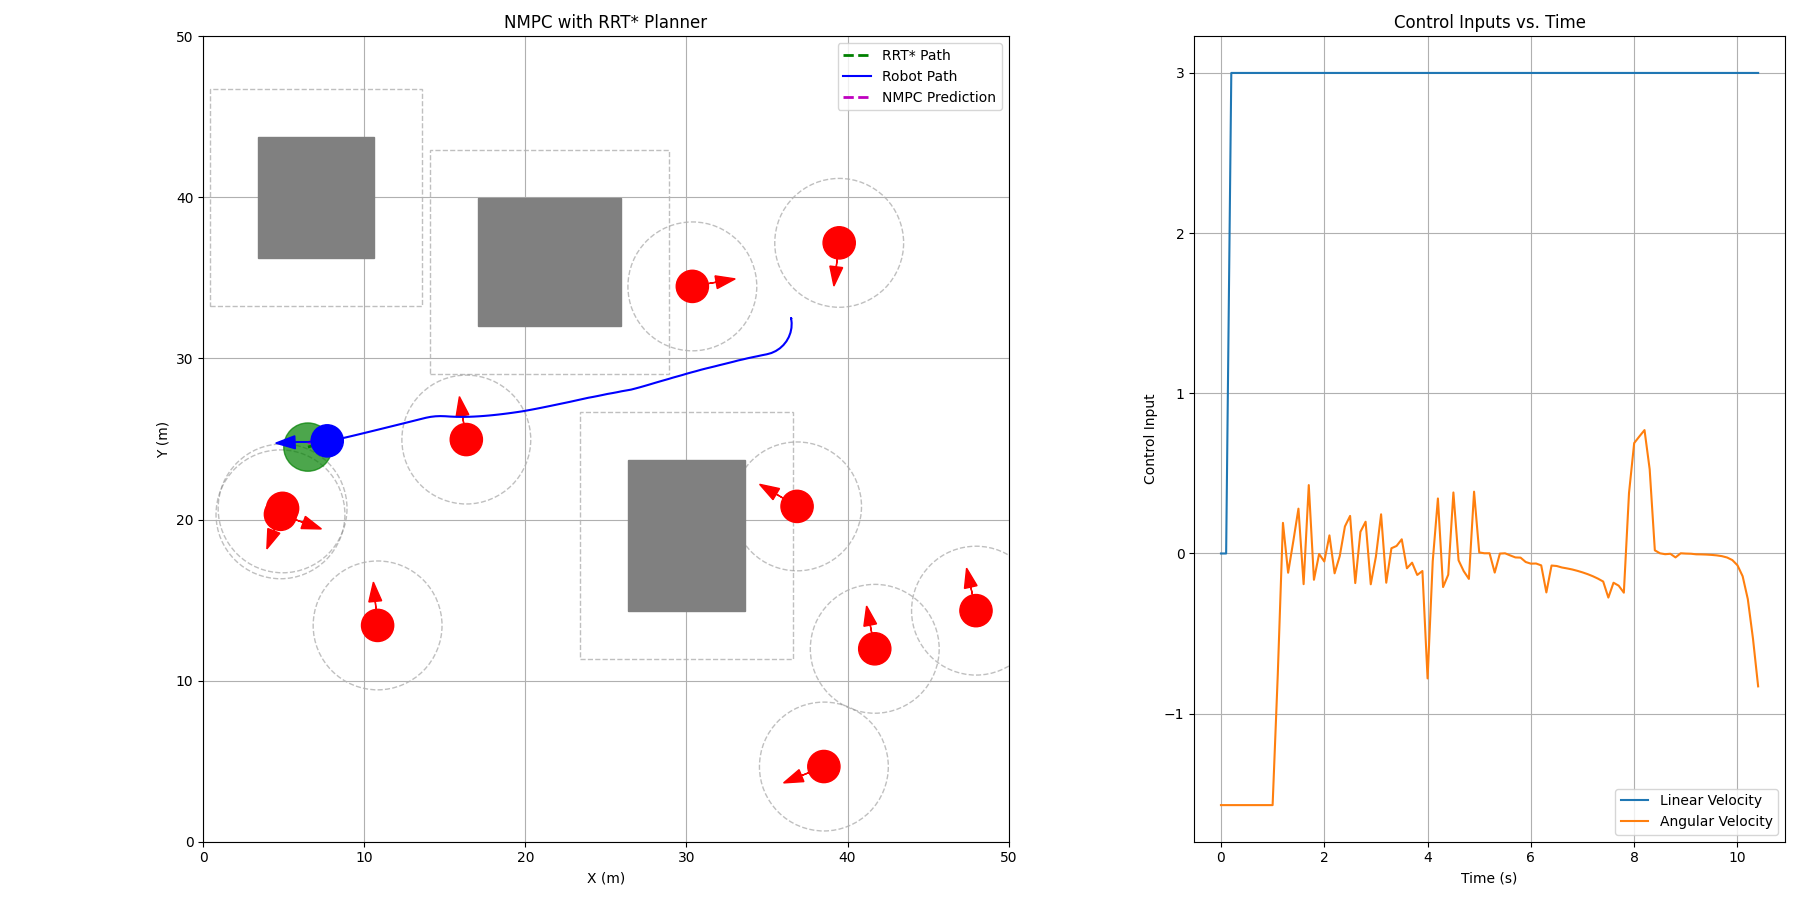 NMPC with RRT* Planner
50
40
30
20
10
0
Y (m)
RRT* Path
Robot Path
NMPC Prediction
0 10 20 30 40 50
X (m)
Control Inputs vs. Time
3
2
1
0
−1
Control Input
Linear Velocity
Angular Velocity
0 2 4 6 8 10
Time (s)